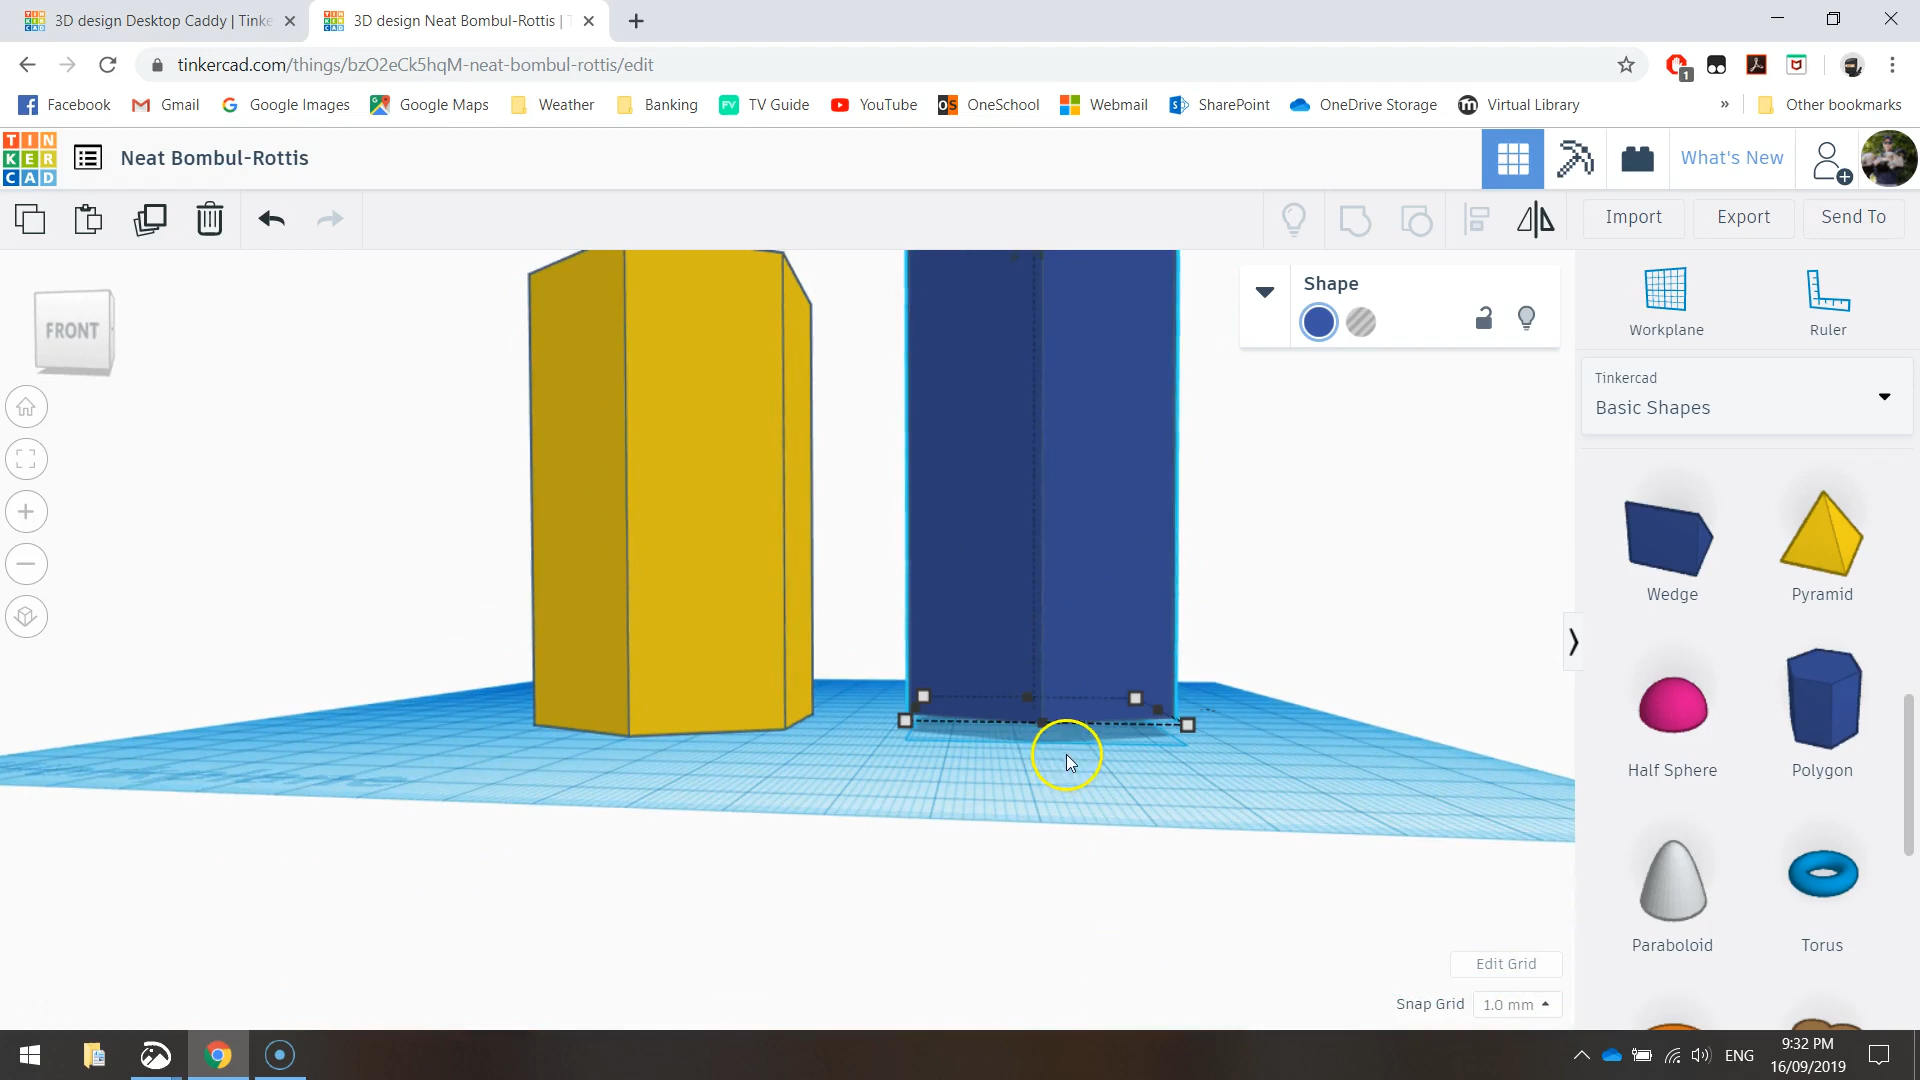 3D design Desktop Caddy | Tinke
3D design Neat Bombul-Rottis | T
tinkercad.com/things/bzO2eCk5hqM-neat-bombul-rottis/edit
1
Facebook
Gmail
Google Images
Google Maps
Weather
Banking
TV Guide
YouTube
OneSchool
Webmail
SharePoint
OneDrive Storage
Virtual Library
»
Other bookmarks
TIN
KER
CAD
Neat Bombul-Rottis
What's New
Import
Export
Send To
FRONT
Shape
Workplane
Ruler
Tinkercad
Basic Shapes
Wedge
Pyramid
Half Sphere
Polygon
Paraboloid
Torus
Edit Grid
Snap Grid
1.0 mm
ENG
9:32 PM
16/09/2019